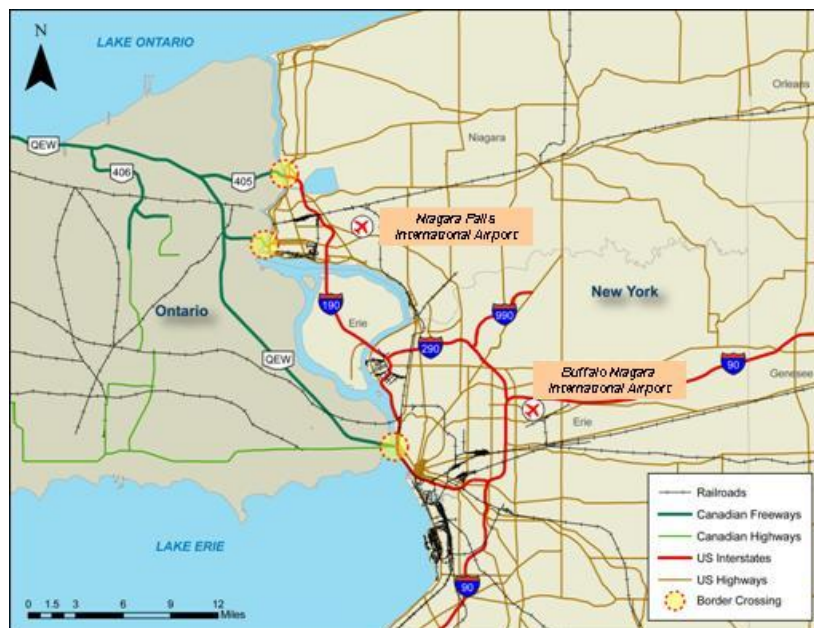 LAKE ONTARIO
N
Orleans
Niagara
QEW
406
405
Niagara Falls
International Airport
Ontario
190
Erie
New York
990
290
QEW
Buffalo Niagara
International Airport
90
Genesee
Erie
LAKE ERIE
90
Railroads
Canadian Freeways
Canadian Highways
US Interstates
US Highways
Border Crossing
0 1.5 3 6 9 12
Miles